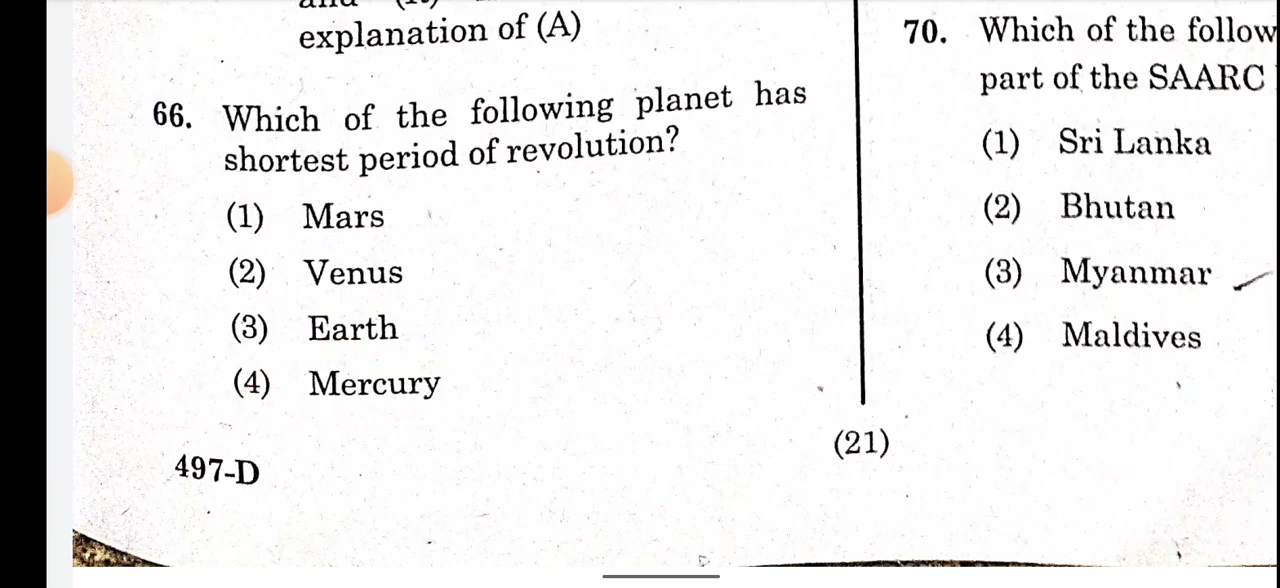 explanation of (A)
66. Which of the following planet has
shortest period of revolution?
(1) Mars
(2) Venus
(3) Earth
(4) Mercury
497-D
(21)
70. Which of the follow
part of the SAARC
(1) Sri Lanka
(2) Bhutan
(3) Myanmar
(4) Maldives